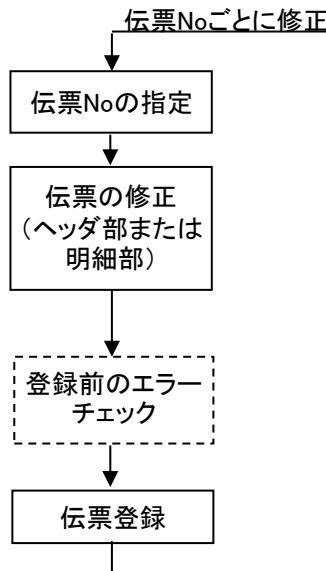 伝票Noごとに修正
伝票Noの指定
伝票の修正
（ヘッダ部または
明細部）
登録前のエラー
チェック
伝票登録